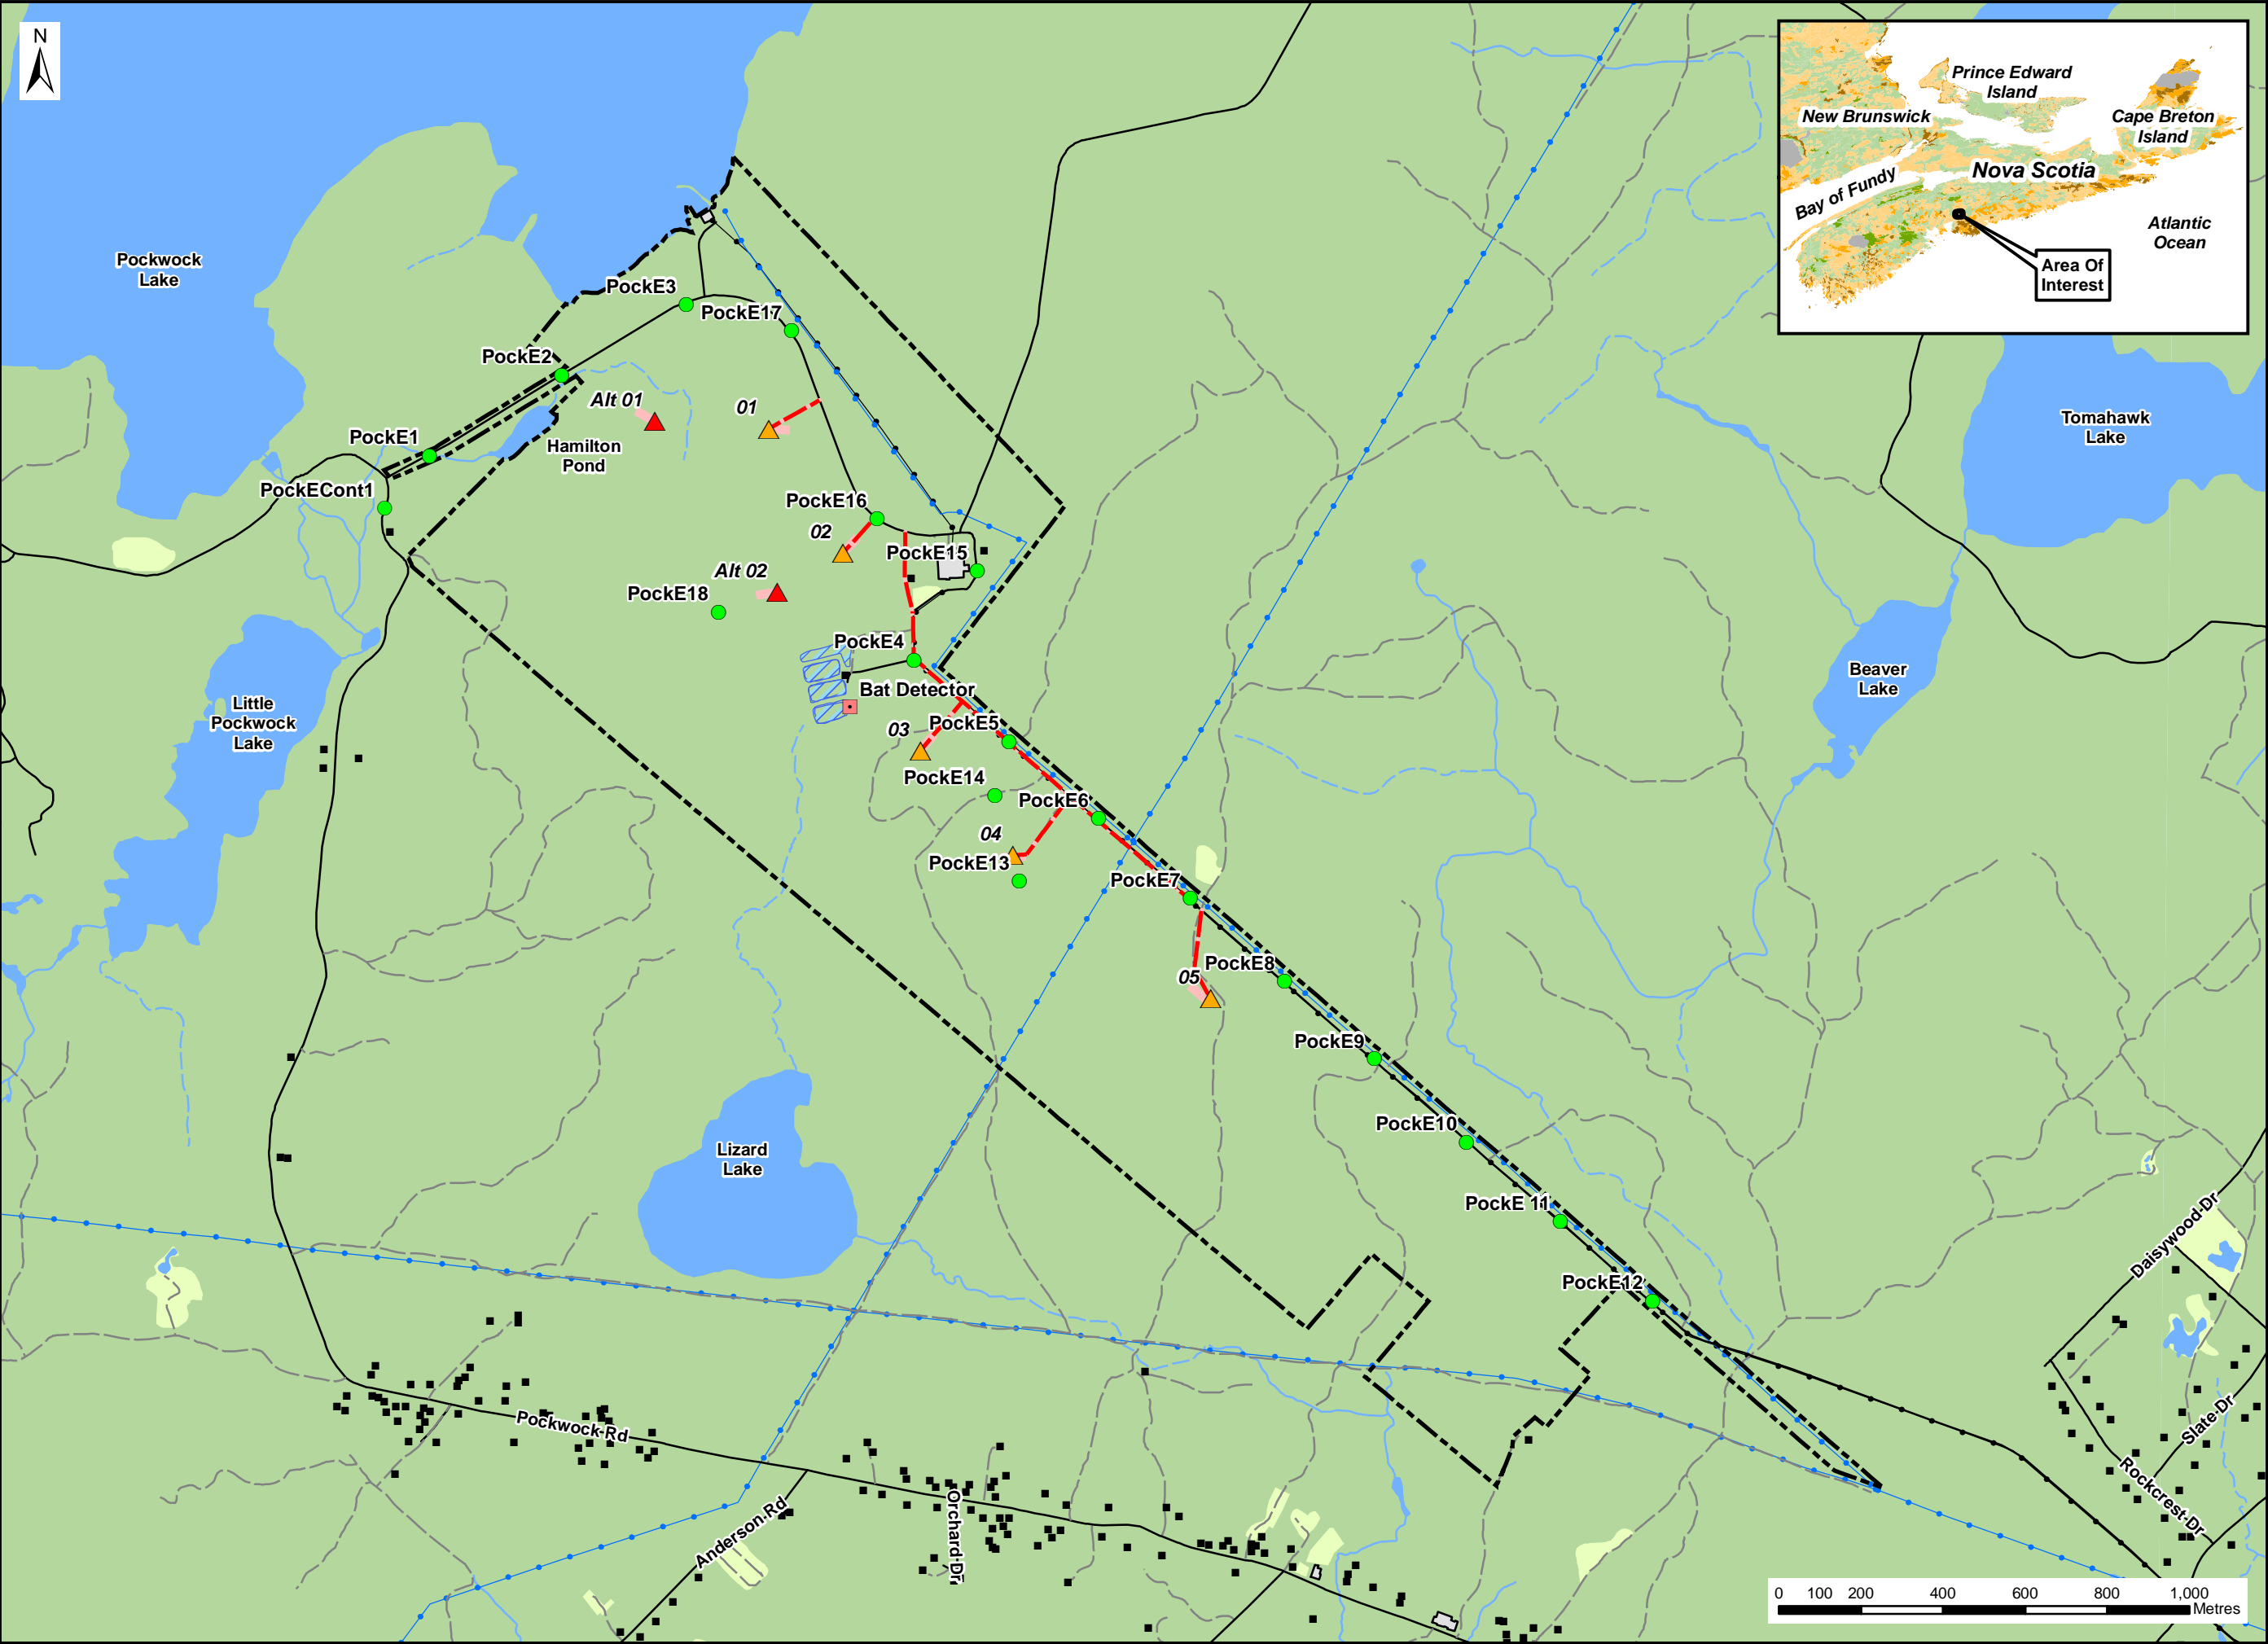 N
Prince Edward
Island
New Brunswick
Cape Breton
Island
Nova Scotia
Bay of Fundy
Atlantic
Ocean
Area Of
Interest
Pockwock
Lake
PockE3
PockE17
PockE2
Alt 01
01
PockE1
Hamilton
Pond
Tomahawk
Lake
PockECont1
PockE16
02
PockE15
Alt 02
PockE18
PockE4
Bat Detector
Beaver
Lake
Little
Pockwock
Lake
03
PockE5
PockE14
PockE6
04
PockE13
PockE7
05
PockE8
PockE9
PockE10
Lizard
Lake
PockE 11
PockE12
Daisywood Dr
Slate Dr
Rockcrest Dr
Pockwock Rd
Anderson Rd
Orchard Dr
0 100 200 400 600 800 1,000
Metres